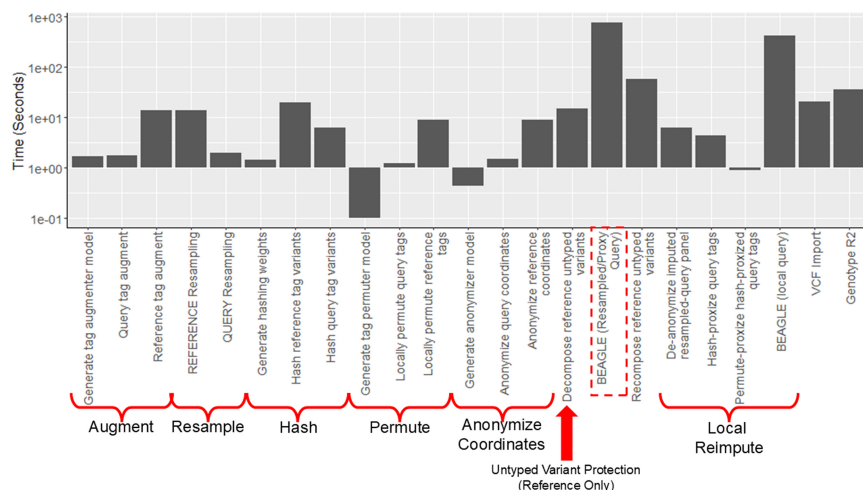 1e+03
1e+02
1e+01
1e+00
1e-01
Time (Seconds)
Generate tag augmenter model
Query tag augment
Reference tag augment
REFERENCE Resampling
QUERY Resampling
Generate hashing weights
Hash reference tag variants
Hash query tag variants
Generate tag permuter model
Locally permute query tags
Locally permute reference
tags
Generate anonymizer model
Anonymize query coordinates
Anonymize reference
coordinates
Decompose reference untyped
variants
BEAGLE (Resampled/Proxy
Query)
Recompose reference untyped
variants
De-anonymize imputed
resampled-query panel
Hash-proxize query tags
Permute-proxize hash-proxized
query tags
BEAGLE (local query)
VCF Import
Genotype R2
Augment
Resample
Hash
Permute
Anonymize
Coordinates
Local
Reimpute
Untyped Variant Protection
(Reference Only)